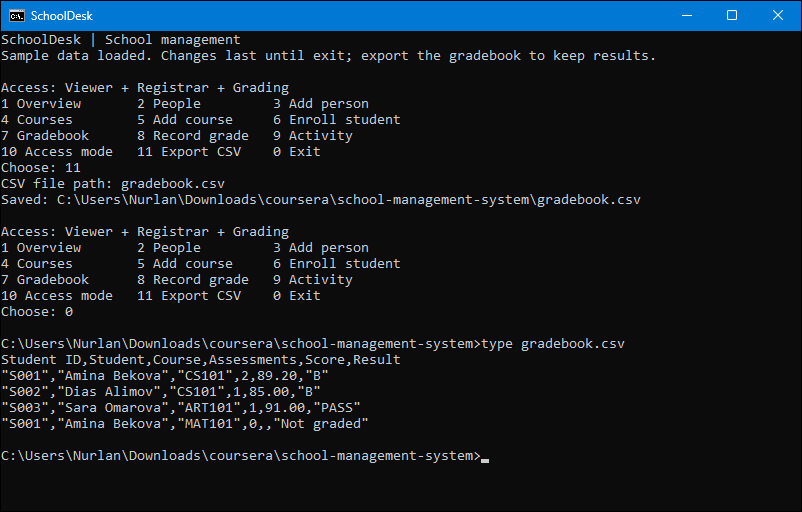 SchoolDesk
SchoolDesk | School management
Sample data loaded. Changes last until exit; export the gradebook to keep results.
Access: Viewer + Registrar + Grading
1 Overview 2 People 3 Add person
4 Courses 5 Add course 6 Enroll student
7 Gradebook 8 Record grade 9 Activity
10 Access mode 11 Export CSV 0 Exit
Choose: 11
CSV file path: gradebook.csv
Saved: C:\Users\Nurlan\Downloads\coursera\school-management-system\gradebook.csv
Access: Viewer + Registrar + Grading
1 Overview 2 People 3 Add person
4 Courses 5 Add course 6 Enroll student
7 Gradebook 8 Record grade 9 Activity
10 Access mode 11 Export CSV 0 Exit
Choose: 0
C:\Users\Nurlan\Downloads\coursera\school-management-system>type gradebook.csv
Student ID,Student,Course,Assessments,Score,Result
"S001","Amina Bekova","CS101",2,89.20,"B"
"S002","Dias Alimov","CS101",1,85.00,"B"
"S003","Sara Omarova","ART101",1,91.00,"PASS"
"S001","Amina Bekova","MAT101",0,,"Not graded"
C:\Users\Nurlan\Downloads\coursera\school-management-system>